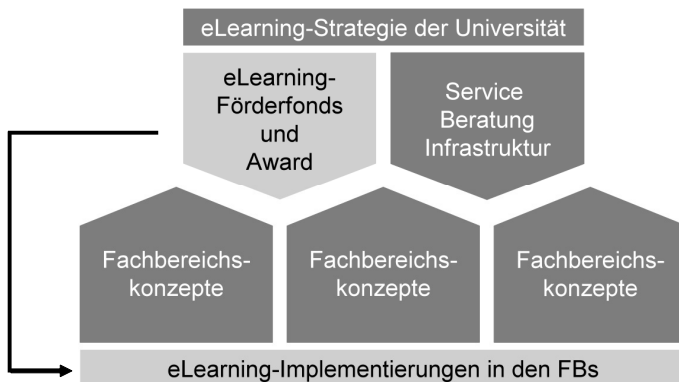 eLearning-Strategie der Universität
eLearning-
Förderfonds
und
Award
Service
Beratung
Infrastruktur
Fachbereichs-
konzepte
Fachbereichs-
konzepte
Fachbereichs-
konzepte
eLearning-Implementierungen in den FBs